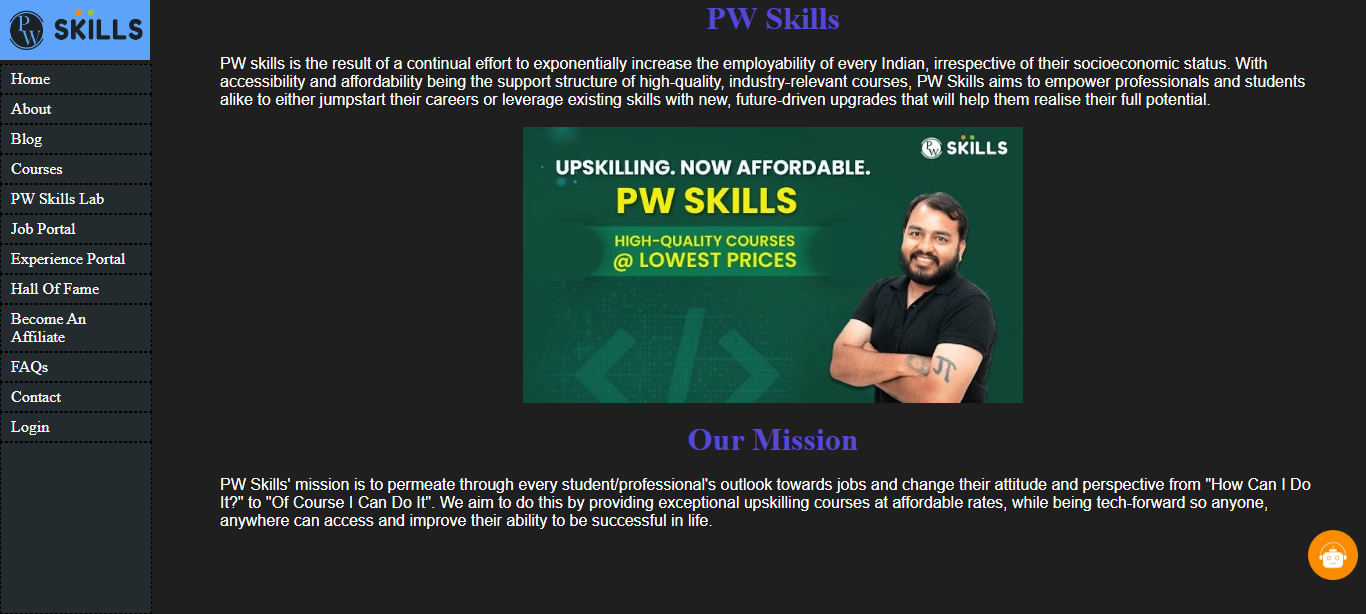 PW SKILLS
Home
About
Blog
Courses
PW Skills Lab
Job Portal
Experience Portal
Hall Of Fame
Become An
Affiliate
FAQs
Contact
Login
PW Skills
PW skills is the result of a continual effort to exponentially increase the employability of every Indian, irrespective of their socioeconomic status. With
accessibility and affordability being the support structure of high-quality, industry-relevant courses, PW Skills aims to empower professionals and students
alike to either jumpstart their careers or leverage existing skills with new, future-driven upgrades that will help them realise their full potential.
PW SKILLS
UPSKILLING. NOW AFFORDABLE.
PW SKILLS
HIGH-QUALITY COURSES
@ LOWEST PRICES
π
Our Mission
PW Skills' mission is to permeate through every student/professional's outlook towards jobs and change their attitude and perspective from "How Can I Do
It?" to "Of Course I Can Do It". We aim to do this by providing exceptional upskilling courses at affordable rates, while being tech-forward so anyone,
anywhere can access and improve their ability to be successful in life.